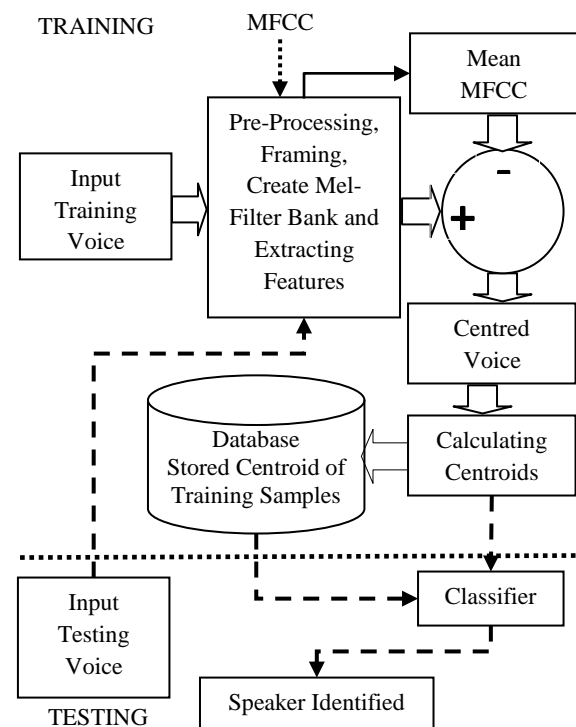 TRAINING
MFCC
Mean
MFCC
Pre-Processing,
Framing,
Create Mel-
Filter Bank and
Extracting
Features
Input
Training
Voice
-
+
Centred
Voice
Database
Stored Centroid of
Training Samples
Calculating
Centroids
Input
Testing
Voice
Classifier
Speaker Identified
TESTING